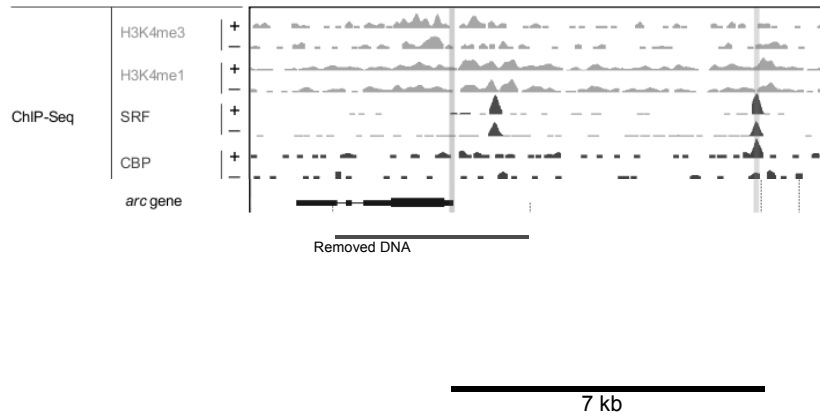 H3K4me3 +
−
H3K4me1 +
−
ChIP-Seq SRF +
−
CBP +
−
arc gene
Removed DNA
7 kb